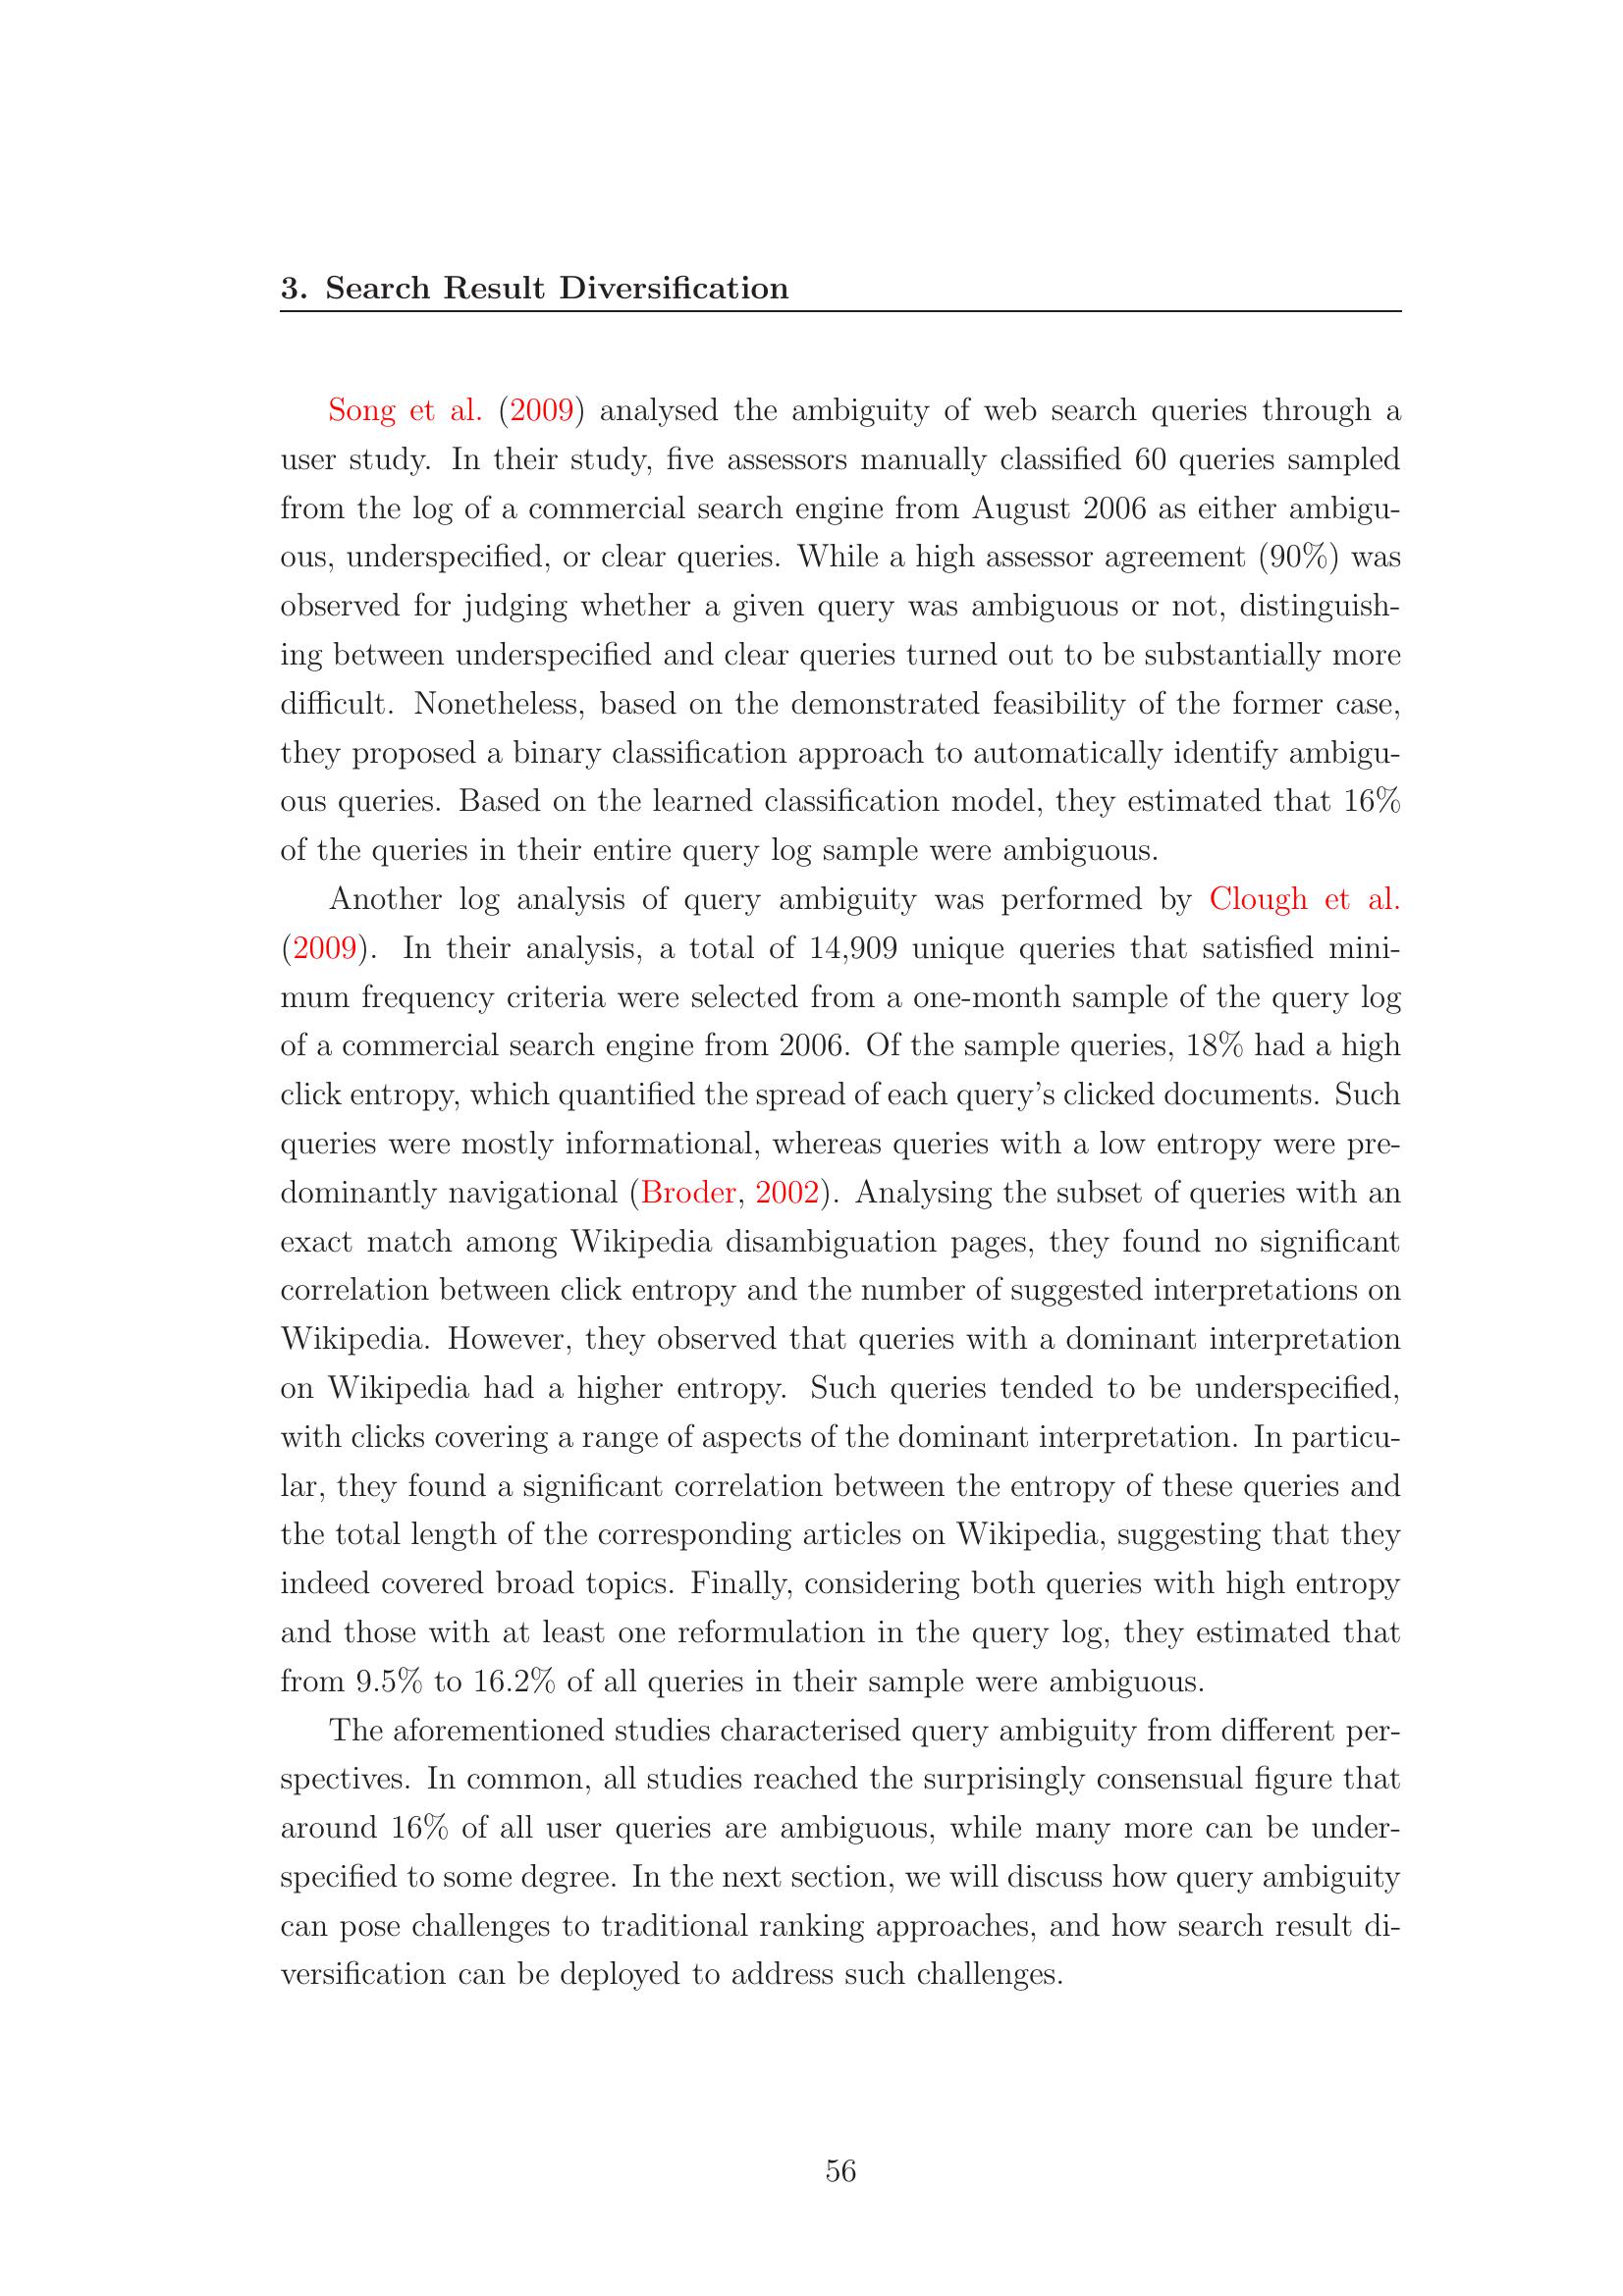 3. Search Result Diversification
Song et al. (2009) analysed the ambiguity of web search queries through a
user study. In their study, five assessors manually classified 60 queries sampled
from the log of a commercial search engine from August 2006 as either ambigu-
ous, underspecified, or clear queries. While a high assessor agreement (90%) was
observed for judging whether a given query was ambiguous or not, distinguish-
ing between underspecified and clear queries turned out to be substantially more
difficult. Nonetheless, based on the demonstrated feasibility of the former case,
they proposed a binary classification approach to automatically identify ambigu-
ous queries. Based on the learned classification model, they estimated that 16%
of the queries in their entire query log sample were ambiguous.
Another log analysis of query ambiguity was performed by Clough et al.
(2009). In their analysis, a total of 14,909 unique queries that satisfied mini-
mum frequency criteria were selected from a one-month sample of the query log
of a commercial search engine from 2006. Of the sample queries, 18% had a high
click entropy, which quantified the spread of each query's clicked documents. Such
queries were mostly informational, whereas queries with a low entropy were pre-
dominantly navigational (Broder, 2002). Analysing the subset of queries with an
exact match among Wikipedia disambiguation pages, they found no significant
correlation between click entropy and the number of suggested interpretations on
Wikipedia. However, they observed that queries with a dominant interpretation
on Wikipedia had a higher entropy. Such queries tended to be underspecified,
with clicks covering a range of aspects of the dominant interpretation. In particu-
lar, they found a significant correlation between the entropy of these queries and
the total length of the corresponding articles on Wikipedia, suggesting that they
indeed covered broad topics. Finally, considering both queries with high entropy
and those with at least one reformulation in the query log, they estimated that
from 9.5% to 16.2% of all queries in their sample were ambiguous.
The aforementioned studies characterised query ambiguity from different per-
spectives. In common, all studies reached the surprisingly consensual figure that
around 16% of all user queries are ambiguous, while many more can be under-
specified to some degree. In the next section, we will discuss how query ambiguity
can pose challenges to traditional ranking approaches, and how search result di-
versification can be deployed to address such challenges.
56